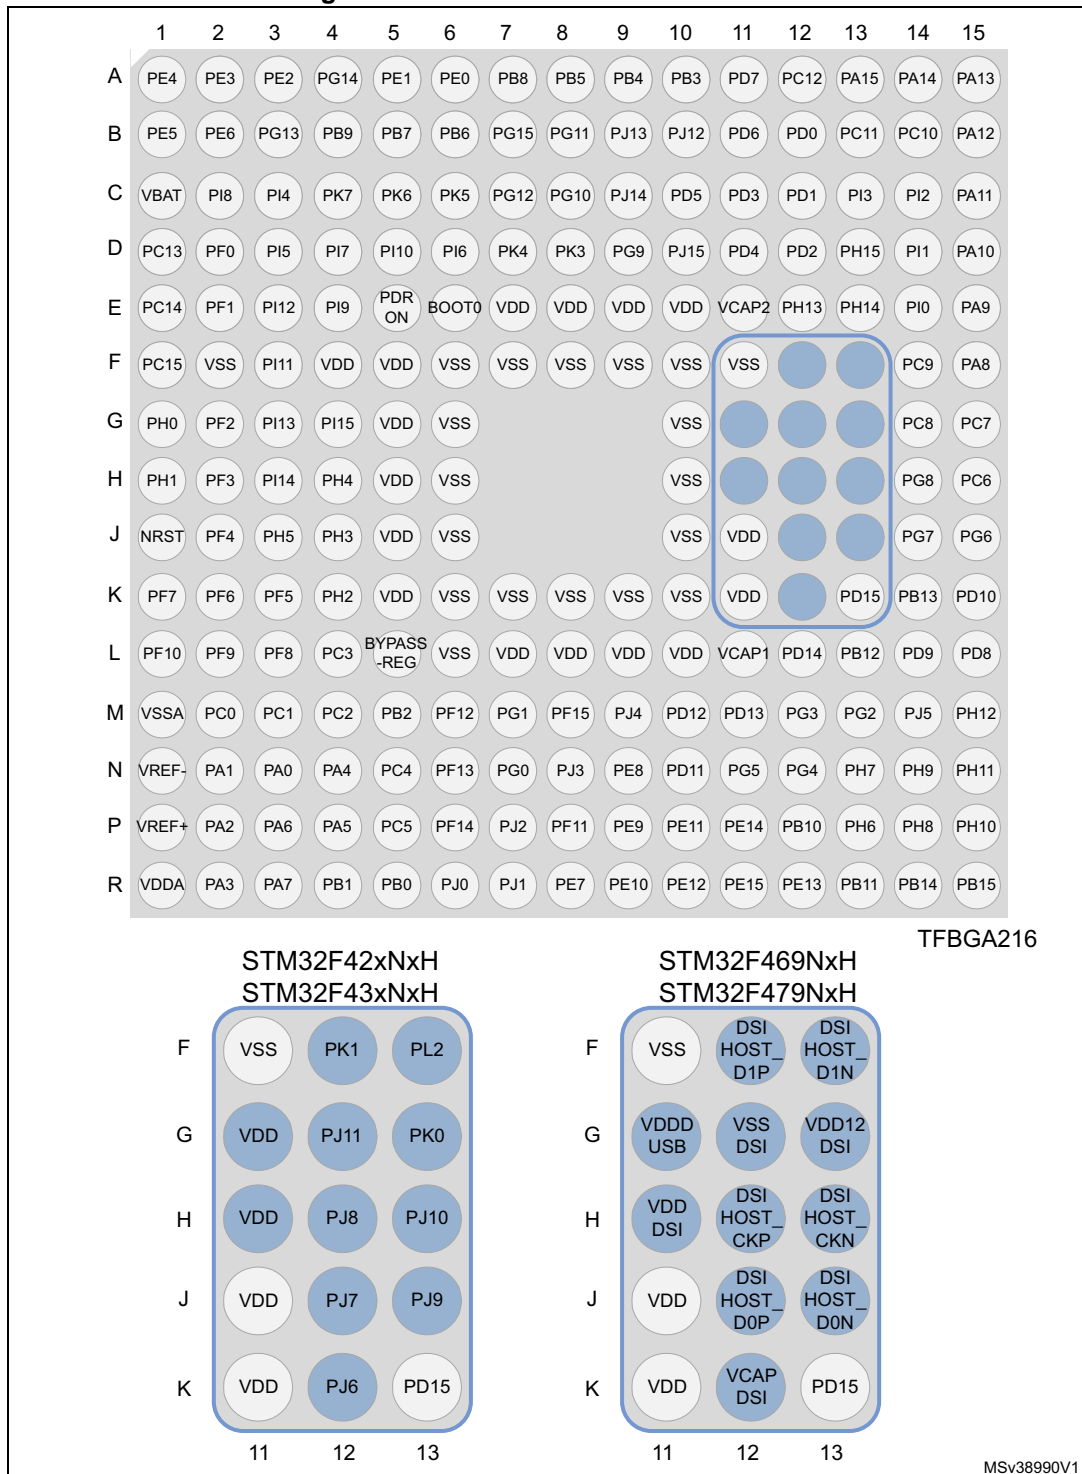 1 2 3 4 5 6 7 8 9 10 11 12 13 14 15
A PE4 PE3 PE2 PG14 PE1 PE0 PB8 PB5 PB4 PB3 PD7 PC12 PA15 PA14 PA13
B PE5 PE6 PG13 PB9 PB7 PB6 PG15 PG11 PJ13 PJ12 PD6 PD0 PC11 PC10 PA12
C VBAT PI8 PI4 PK7 PK6 PK5 PG12 PG10 PJ14 PD5 PD3 PD1 PI3 PI2 PA11
D PC13 PF0 PI5 PI7 PI10 PI6 PK4 PK3 PG9 PJ15 PD4 PD2 PH15 PI1 PA10
E PC14 PF1 PI12 PI9 PDR ON BOOT0 VDD VDD VDD VDD VCAP2 PH13 PH14 PI0 PA9
F PC15 VSS PI11 VDD VDD VSS VSS VSS VSS VSS VSS PC9 PA8
G PH0 PF2 PI13 PI15 VDD VSS VSS PC8 PC7
H PH1 PF3 PI14 PH4 VDD VSS VSS PG8 PC6
J NRST PF4 PH5 PH3 VDD VSS VSS VDD PG7 PG6
K PF7 PF6 PF5 PH2 VDD VSS VSS VSS VSS VSS VDD PD15 PB13 PD10
L PF10 PF9 PF8 PC3 BYPASS -REG VSS VDD VDD VDD VDD VCAP1 PD14 PB12 PD9 PD8
M VSSA PC0 PC1 PC2 PB2 PF12 PG1 PF15 PJ4 PD12 PD13 PG3 PG2 PJ5 PH12
N VREF- PA1 PA0 PA4 PC4 PF13 PG0 PJ3 PE8 PD11 PG5 PG4 PH7 PH9 PH11
P VREF+ PA2 PA6 PA5 PC5 PF14 PJ2 PF11 PE9 PE11 PE14 PB10 PH6 PH8 PH10
R VDDA PA3 PA7 PB1 PB0 PJ0 PJ1 PE7 PE10 PE12 PE15 PE13 PB11 PB14 PB15
TFBGA216
STM32F42xNxH
STM32F43xNxH
F VSS PK1 PL2
G VDD PJ11 PK0
H VDD PJ8 PJ10
J VDD PJ7 PJ9
K VDD PJ6 PD15
11 12 13
STM32F469NxH
STM32F479NxH
F VSS DSI HOST_ D1P DSI HOST_ D1N
G VDDD USB VSS DSI VDD12 DSI
H VDD DSI DSI HOST_ CKP DSI HOST_ CKN
J VDD DSI HOST_ D0P DSI HOST_ D0N
K VDD VCAP DSI PD15
11 12 13
MSv38990V1